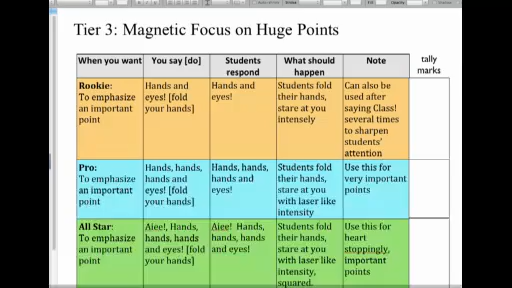 Tier 3: Magnetic Focus on Huge Points
When you want
You say [do]
Students
respond
What should
happen
Note
tally
marks
Rookie:
To emphasize
an important
point
Hands and
eyes! [fold
your hands]
Hands and
eyes!
Students fold
their hands,
stare at you
intensely
Can also be
used after
saying Class!
several times
to sharpen
students'
attention
Pro:
To emphasize
an important
point
Hands, hands,
hands and
eyes! [fold
your hands]
Hands, hands,
hands and
eyes!
Students fold
their hands,
stare at you
with laser like
intensity
Use this for
very important
points
All Star:
To emphasize
an important
point
Aiee!, Hands,
hands, hands
and eyes! [fold
your hands]
Aiee! Hands,
hands, hands
and eyes!
Students fold
their hands,
stare at you
with laser like
intensity,
squared.
Use this for
heart
stoppingly,
important
points